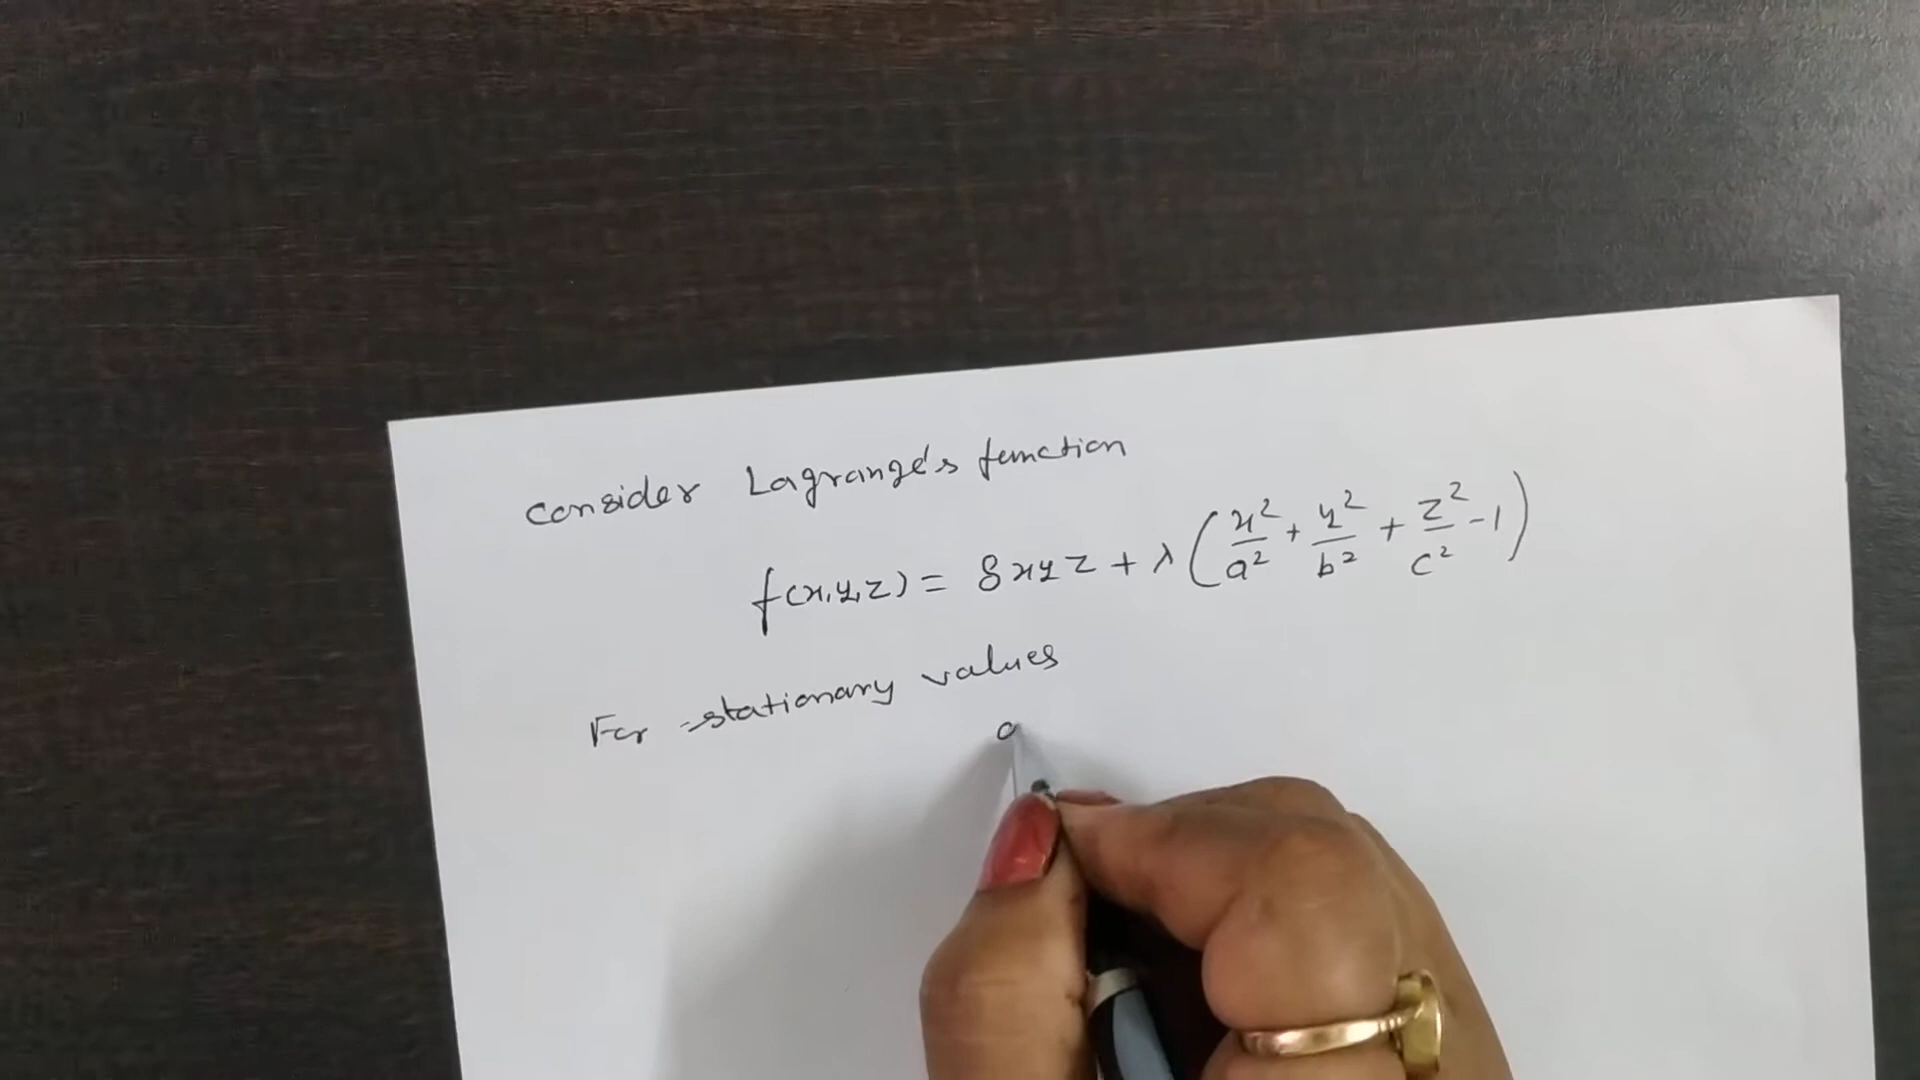 consider Lagrange's function
f(x,y,z) = 8xyz + λ(x²/a² + y²/b² + z²/c² - 1)
For stationary values